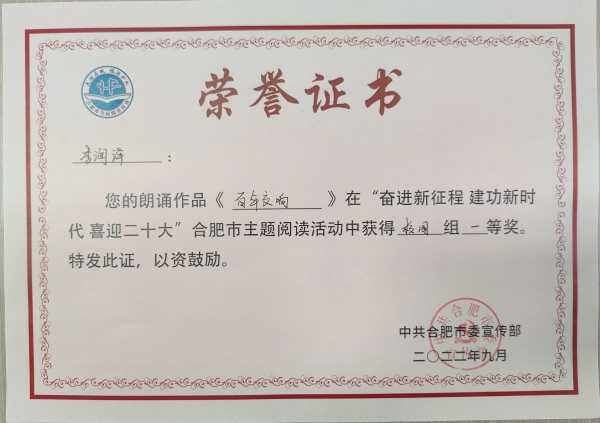 荣誉证书
李润泽：
您的朗诵作品《百年交响》在“奋进新征程 建功新时
代 喜迎二十大”合肥市主题阅读活动中获得校园组一等奖。
特发此证，以资鼓励。
中共合肥市委宣传部
二〇二二年九月